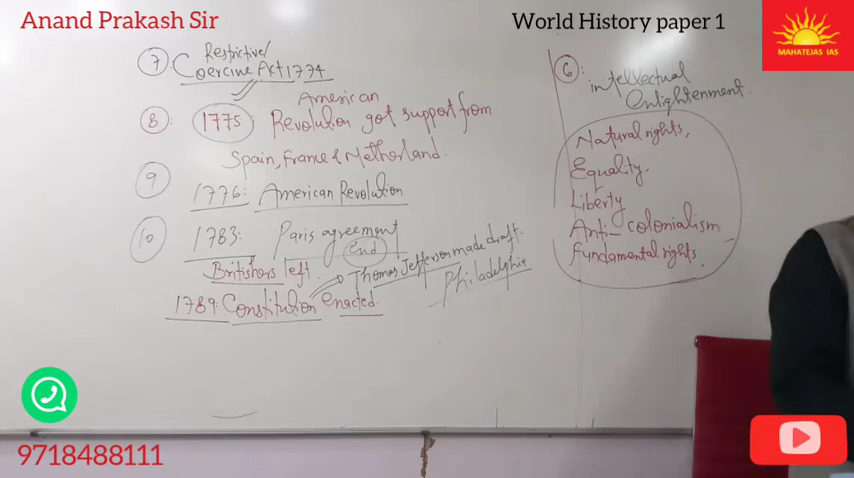 Anand Prakash Sir
World History paper 1
MAHATEJAS IAS
7 Restrictive/
Coercine Act 1774
8: 1775: American
Revolution got support from
Spain, France & Netherland.
9 1776: American Revolution
10 1783: Paris agreement
End
Britishers left.
Thomas Jefferson made draft.
Philadelphia
1789: Constitution enacted.
6: intellectual
Enlightenment.
Natural rights,
Equality.
Liberty
Anti-colonialism
Fundamental rights.
9718488111